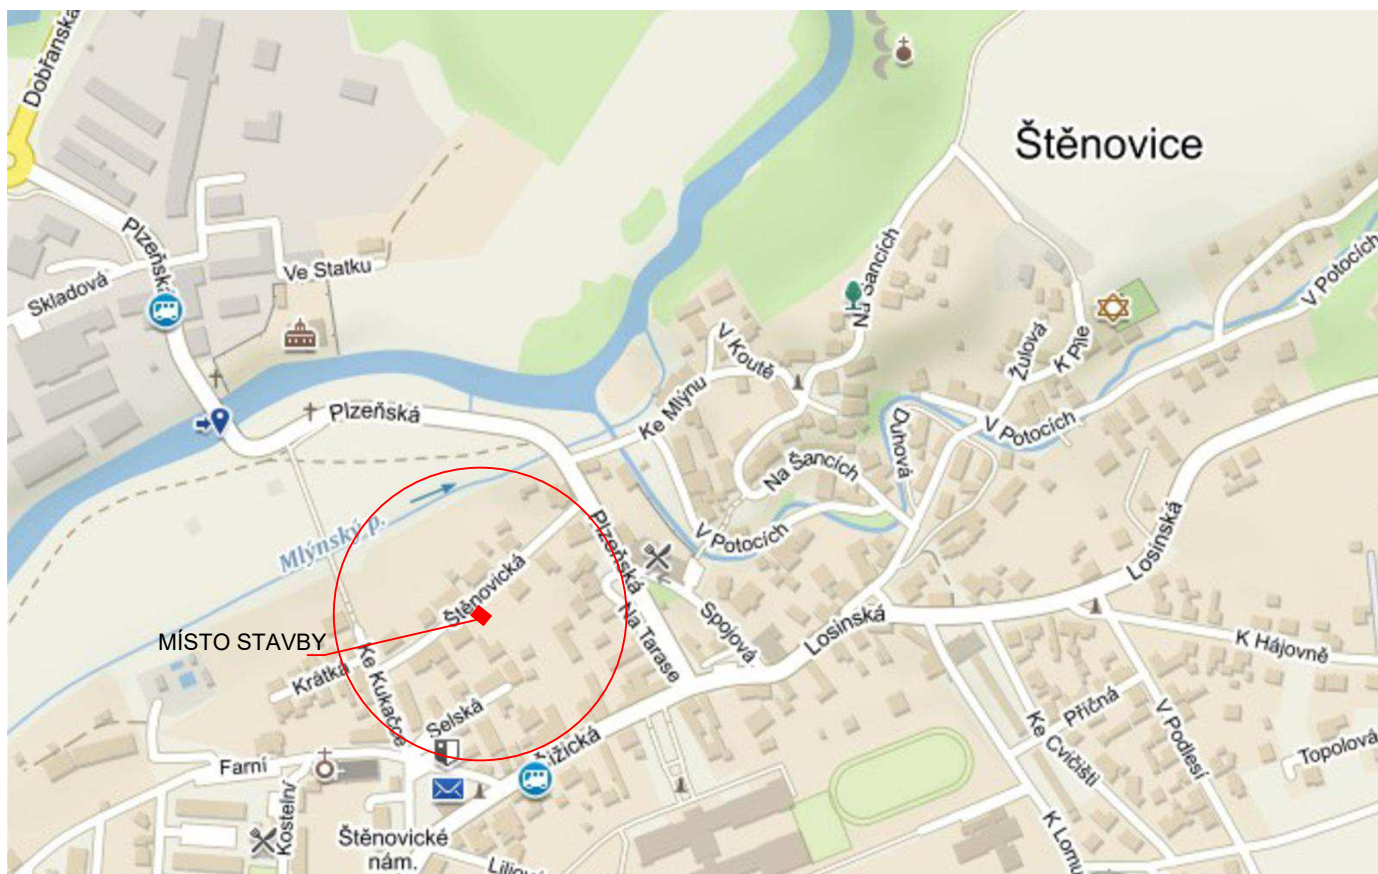 Dobřanská
Štěnovice
Plzeňská
Na Šancích
V Potocích
Ve Statku
Skladová
Žulová
K Pile
V Koutě
Ke Mlýnu
Plzeňská
Duhová
V Potocích
Na Šancích
Mlýnský p.
Plzeňská
V Potocích
Losinská
Štěnovická
Na Tarase
Spojová
Losinská
MÍSTO STAVBY
K Hájovně
Krátká
Ke Kukačce
Selská
Příčná
V Podlesí
Ke Cvičišti
Topolová
Farní
Kostelní
Štěnovické
nám.
K Lomu